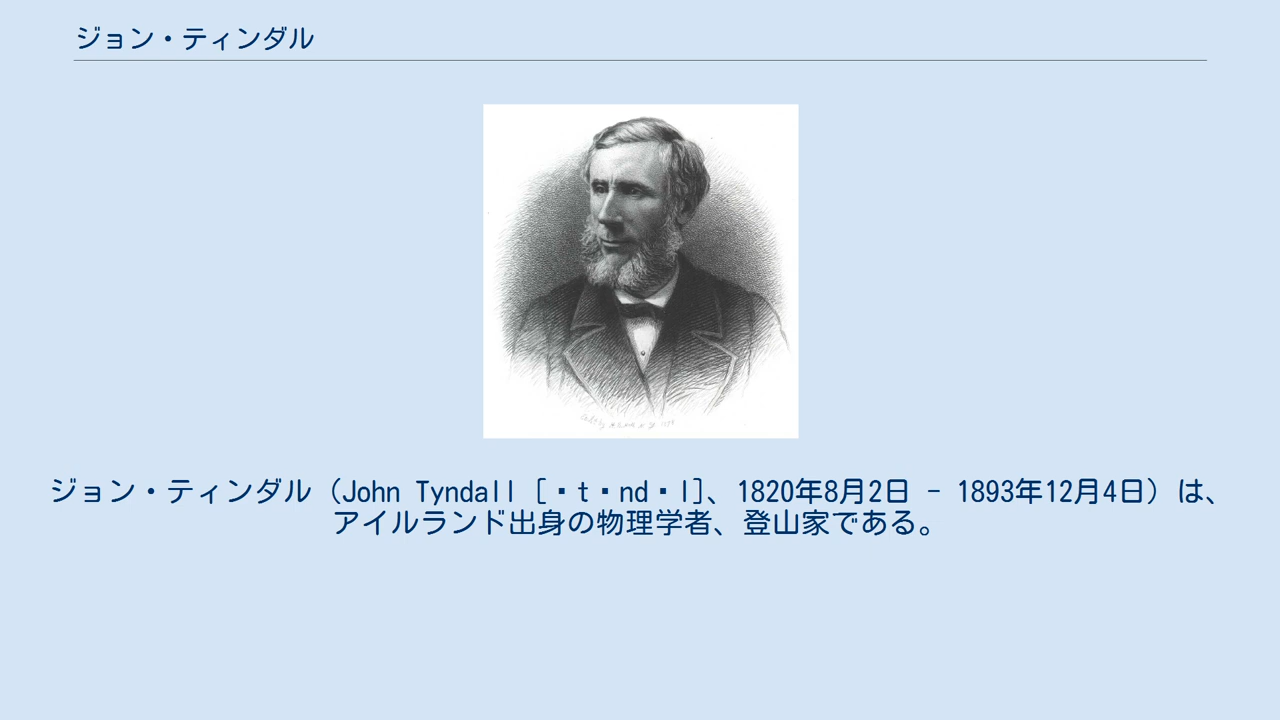 ジョン・ティンダル
ジョン・ティンダル（John Tyndall [・t・nd・l]、1820年8月2日 - 1893年12月4日）は、
アイルランド出身の物理学者、登山家である。